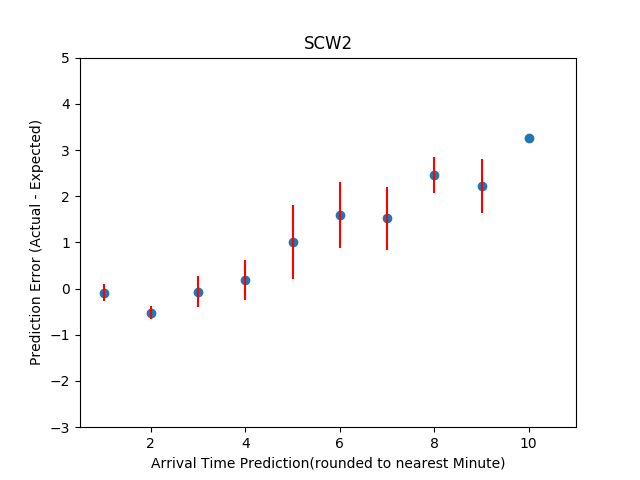 SCW2
5
4
3
2
1
0
−1
−2
−3
Prediction Error (Actual - Expected)
2 4 6 8 10
Arrival Time Prediction(rounded to nearest Minute)